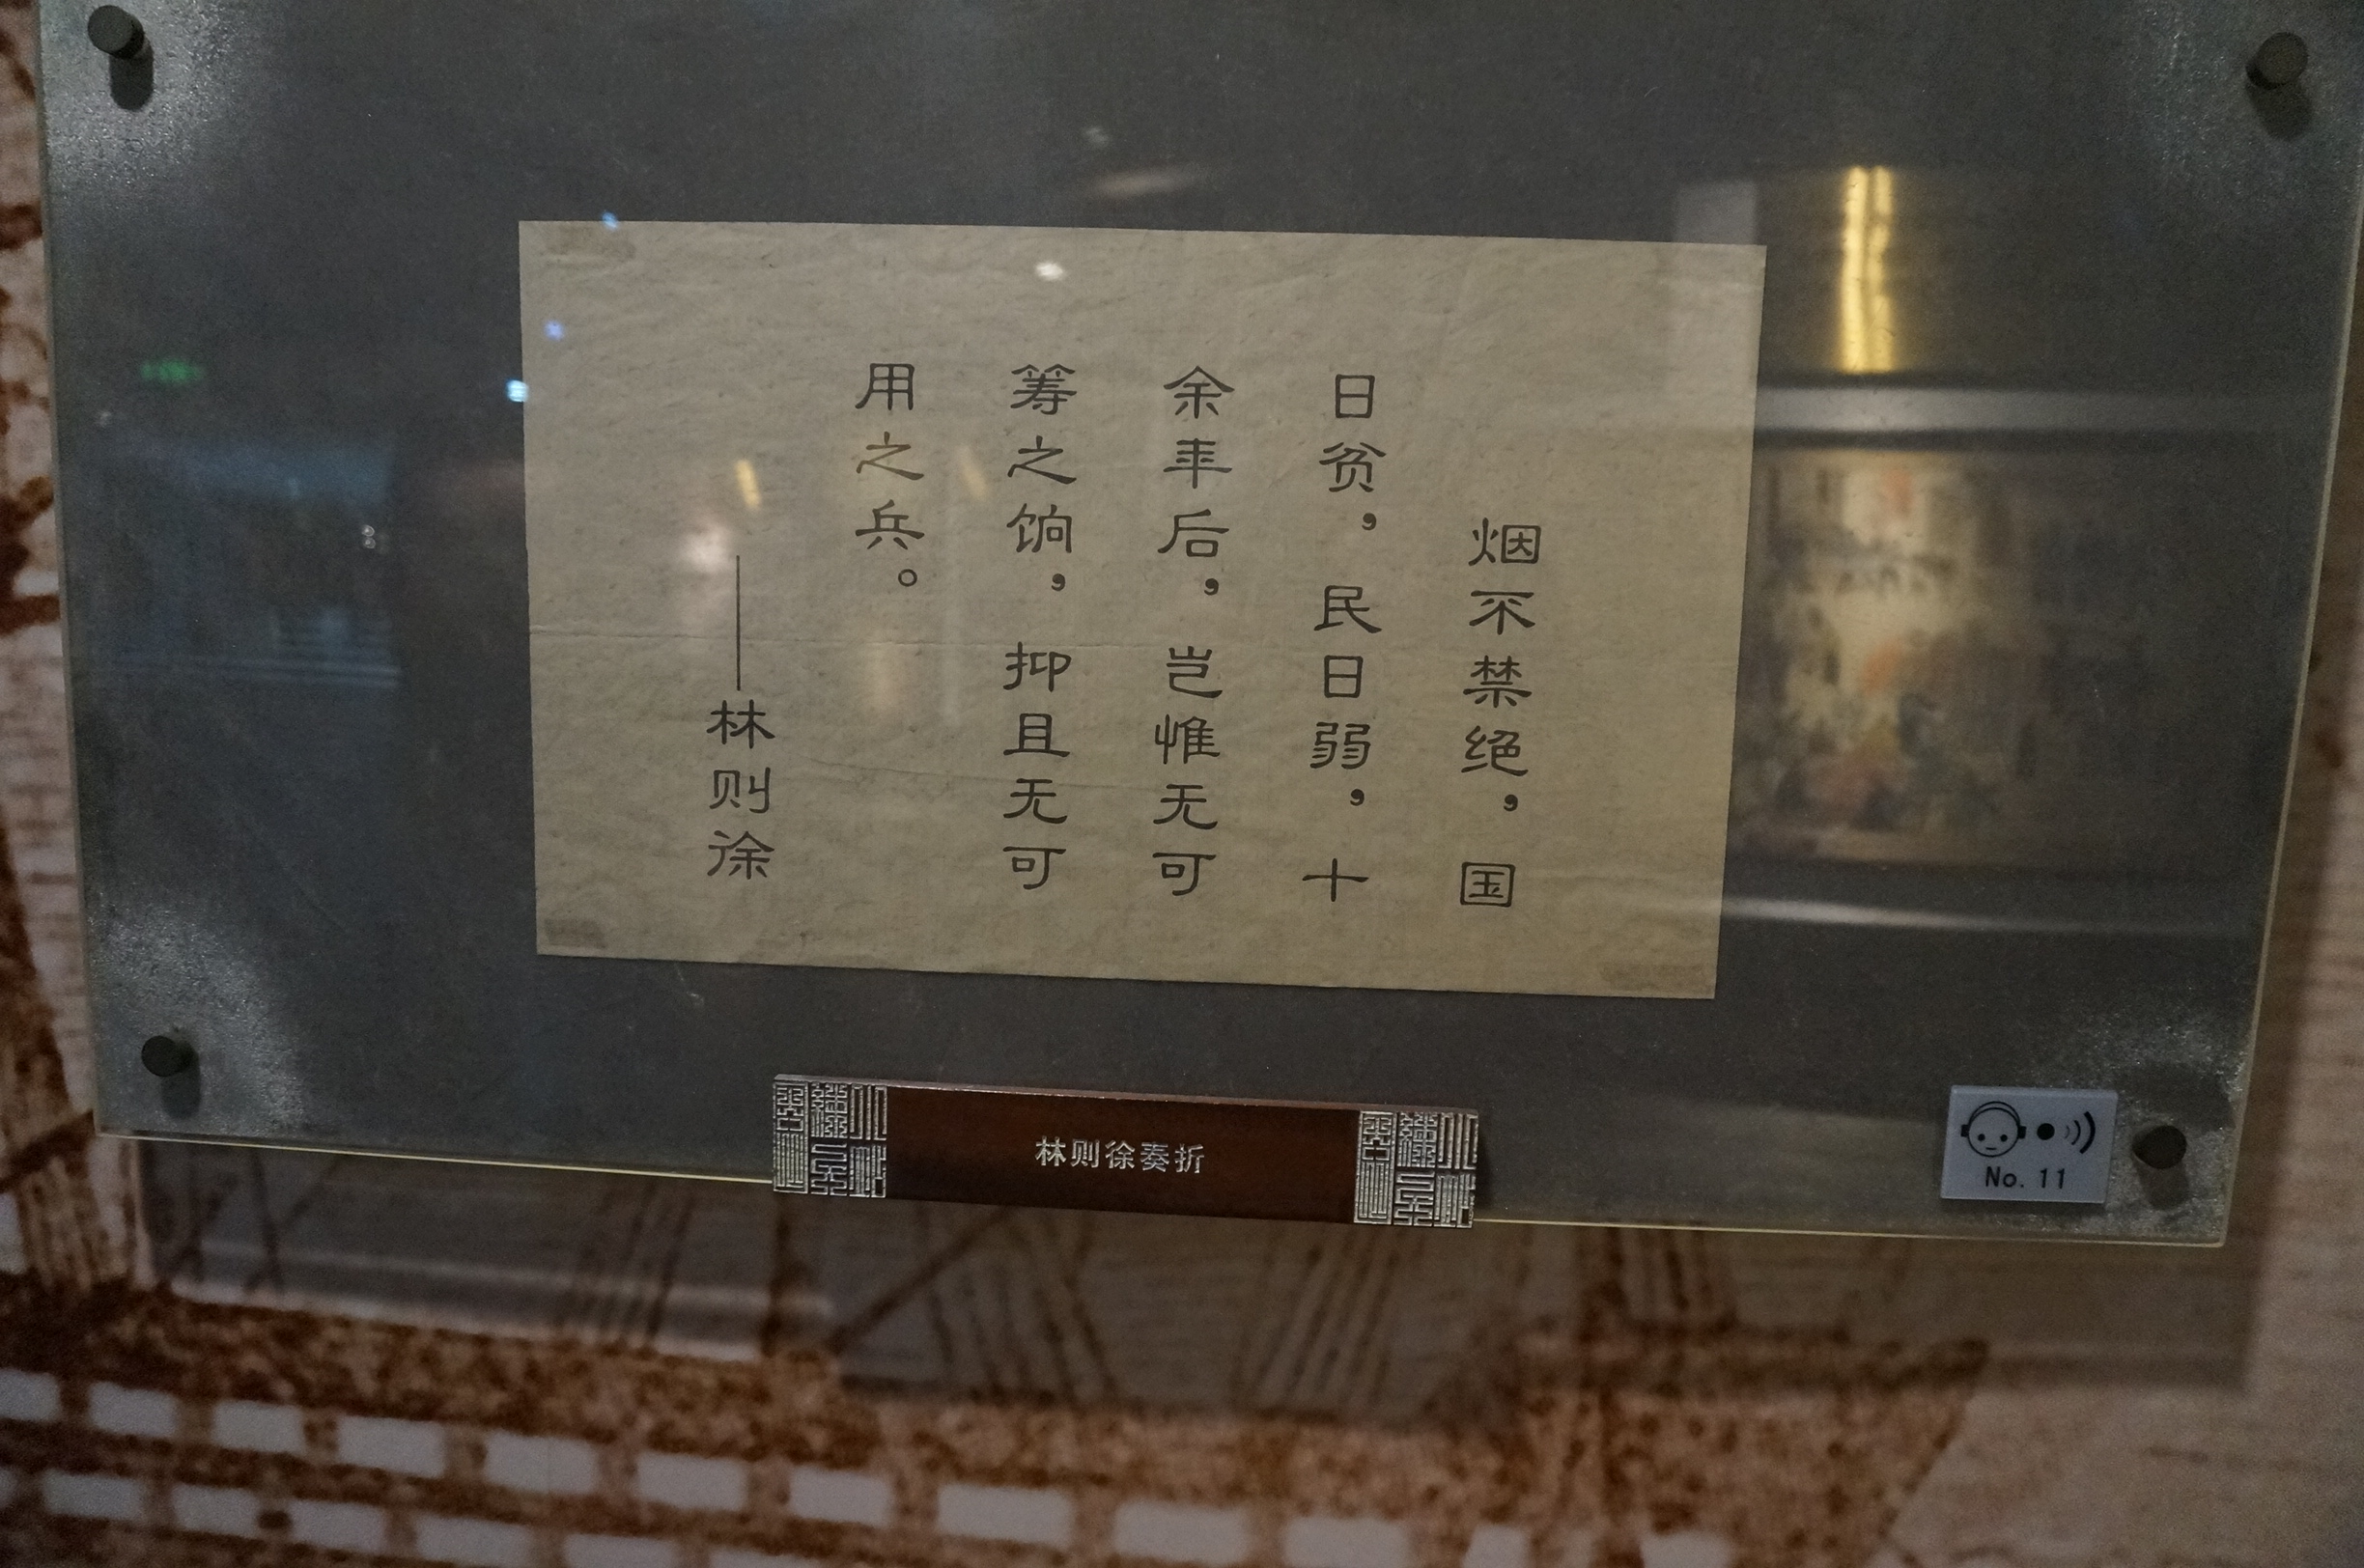 烟不禁绝，国
日贫，民日弱，十
余年后，岂惟无可
筹之饷，抑且无可
用之兵。
——林则徐
林则徐奏折
No. 11